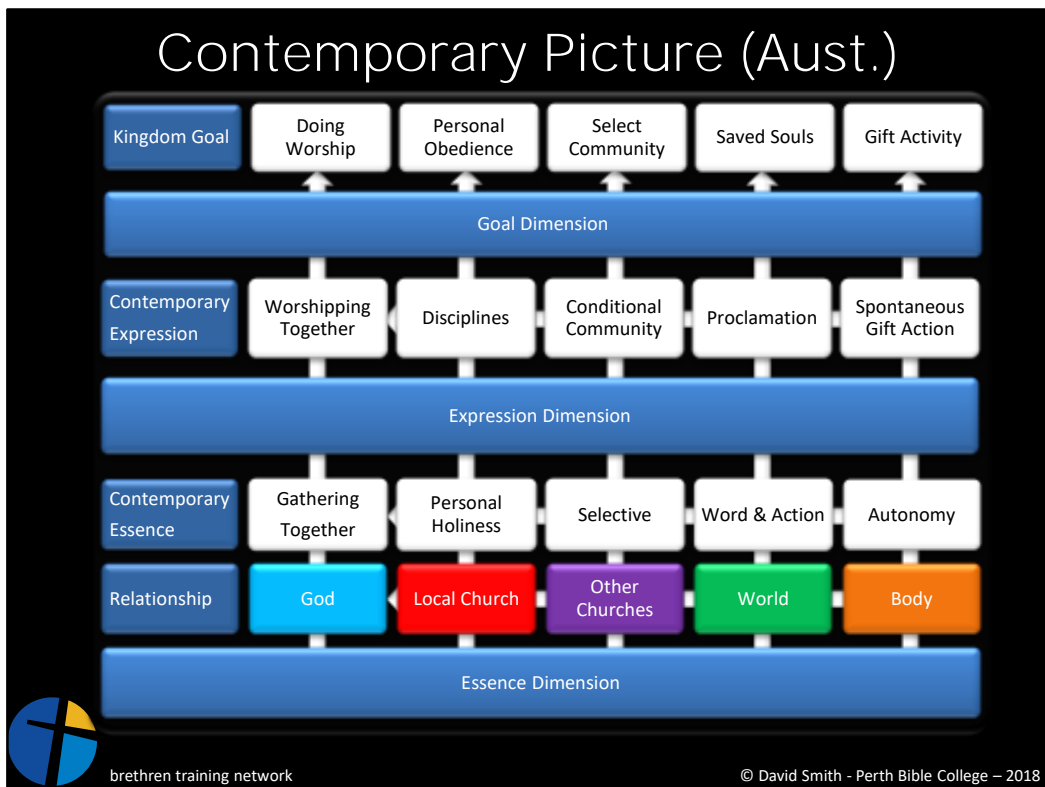 Contemporary Picture (Aust.)
Kingdom Goal
Doing
Worship
Personal
Obedience
Select
Community
Saved Souls
Gift Activity
Goal Dimension
Contemporary
Expression
Worshipping
Together
Disciplines
Conditional
Community
Proclamation
Spontaneous
Gift Action
Expression Dimension
Contemporary
Essence
Gathering
Together
Personal
Holiness
Selective
Word & Action
Autonomy
Relationship
God
Local Church
Other
Churches
World
Body
Essence Dimension
brethren training network
© David Smith - Perth Bible College – 2018